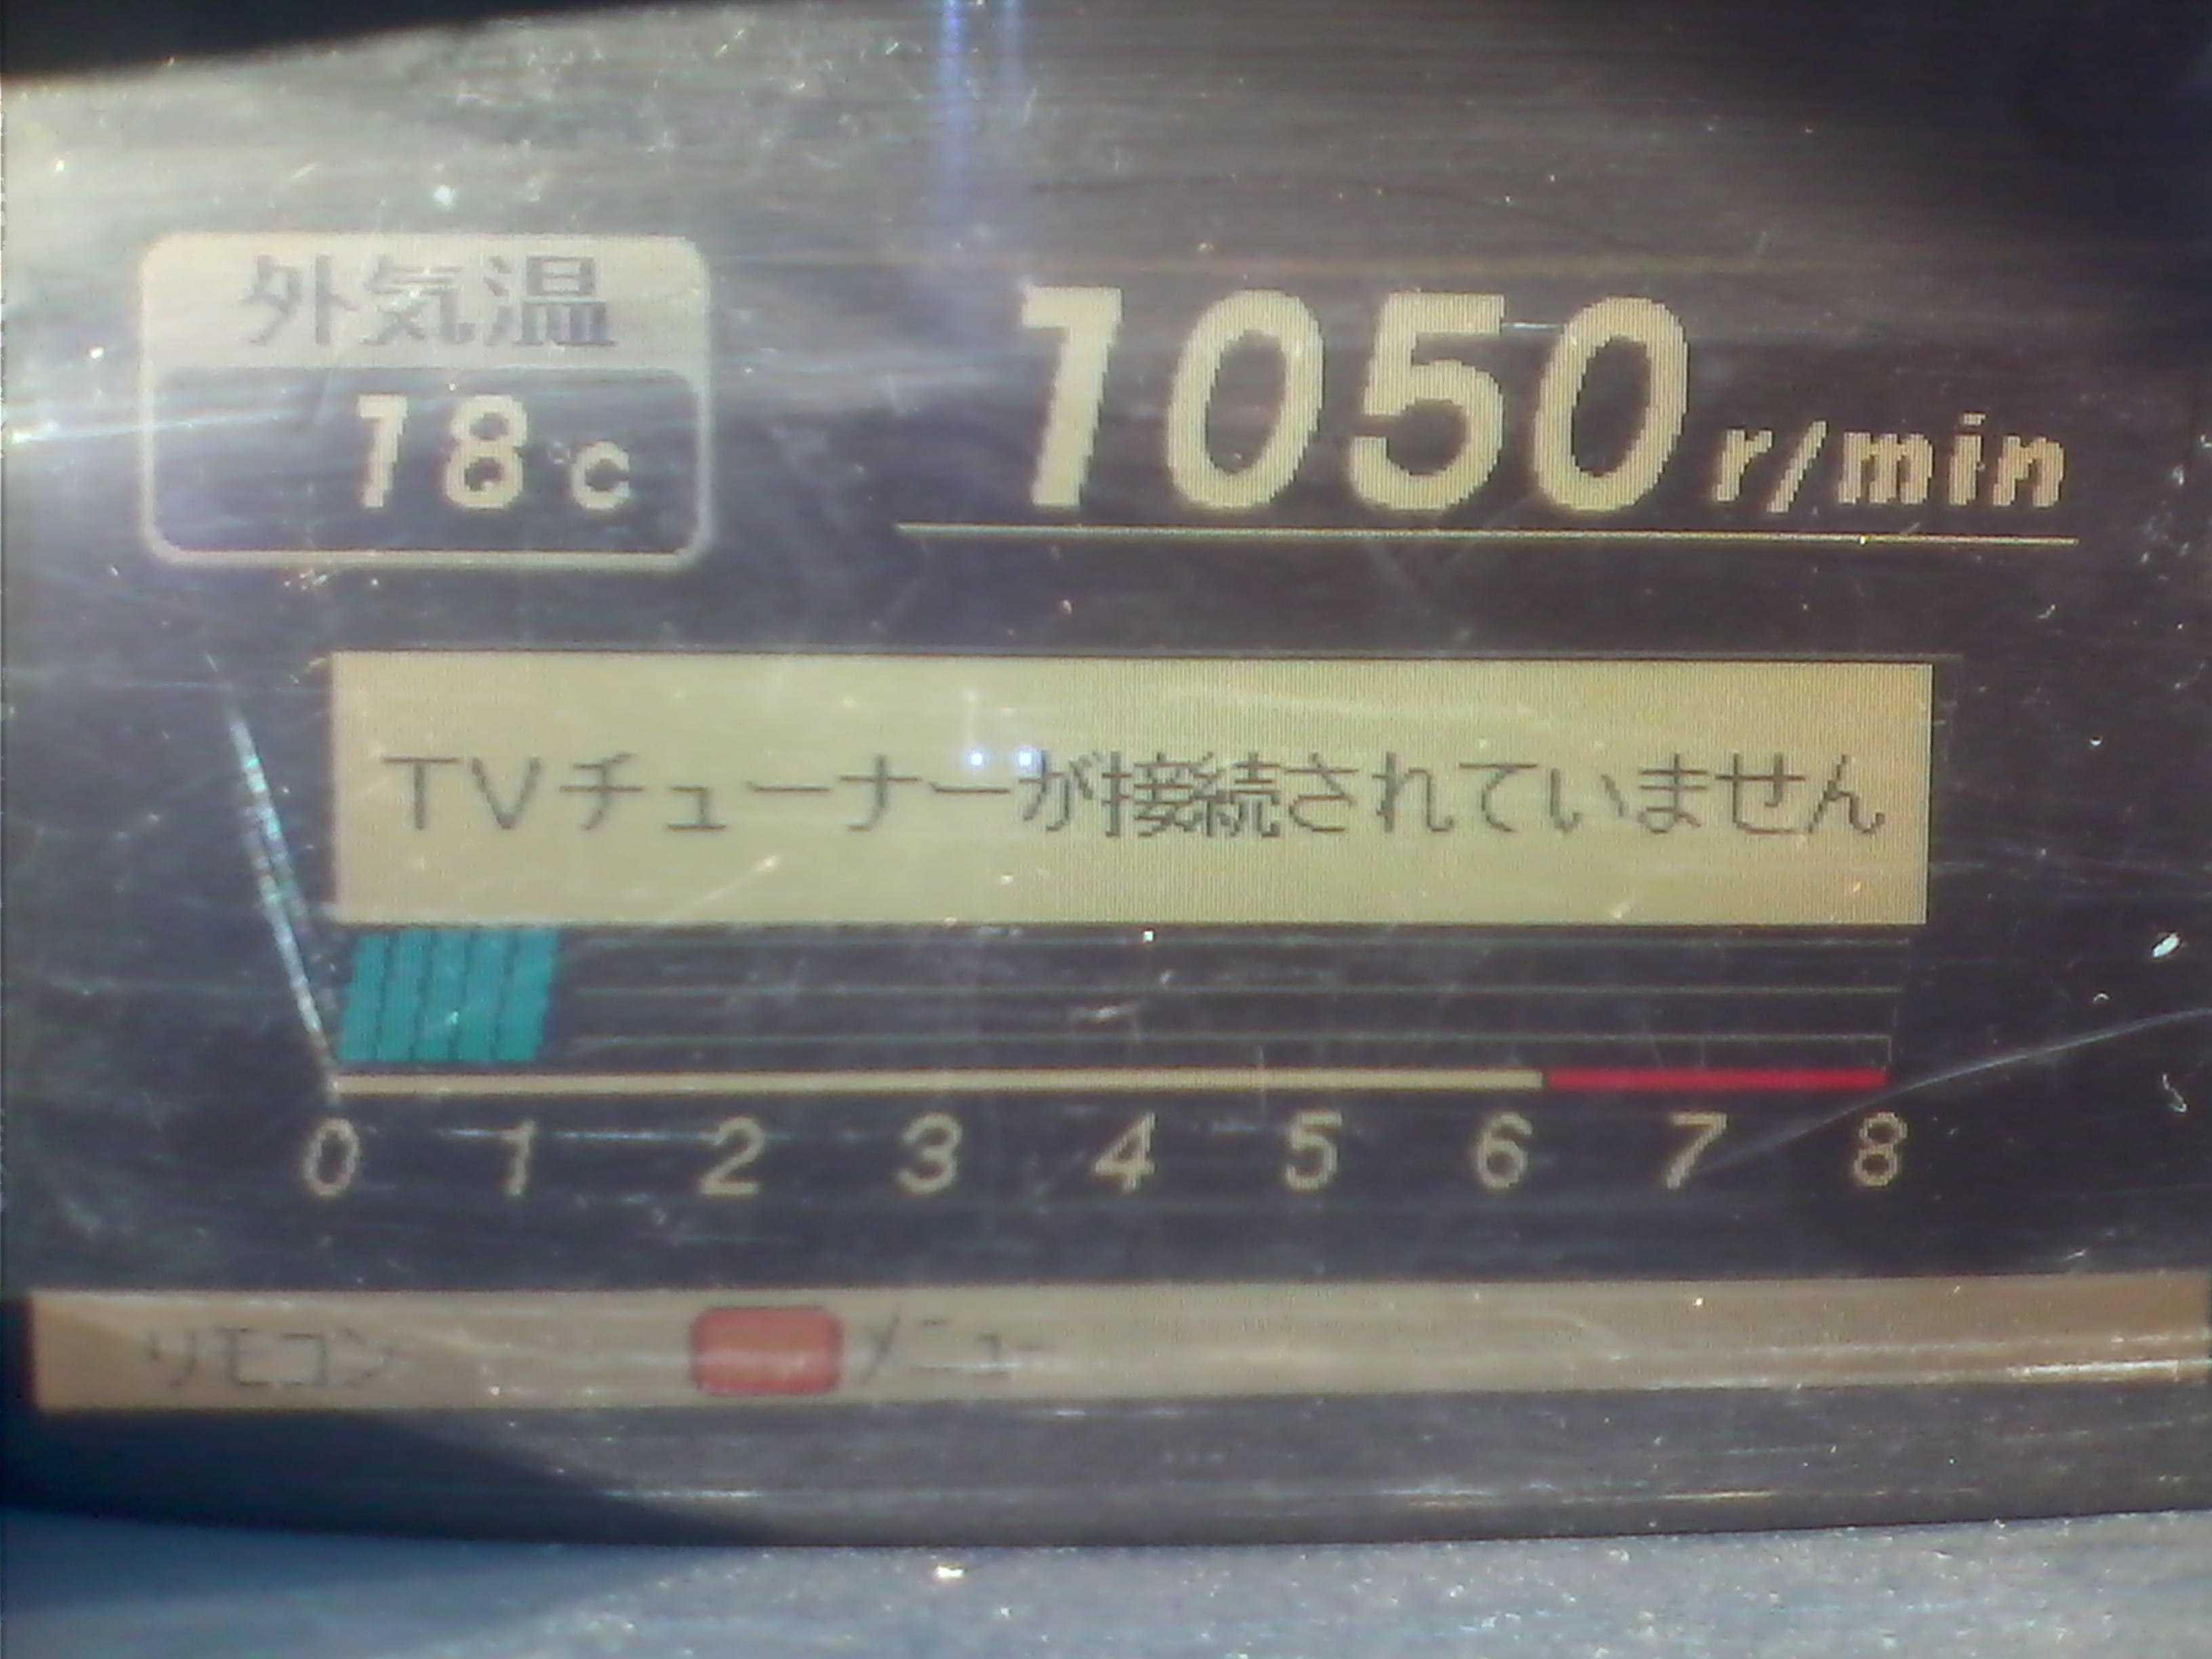 外気温
18℃
1050 r/min
TVチューナーが接続されていません
0 1 2 3 4 5 6 7 8
リモコン メニュー